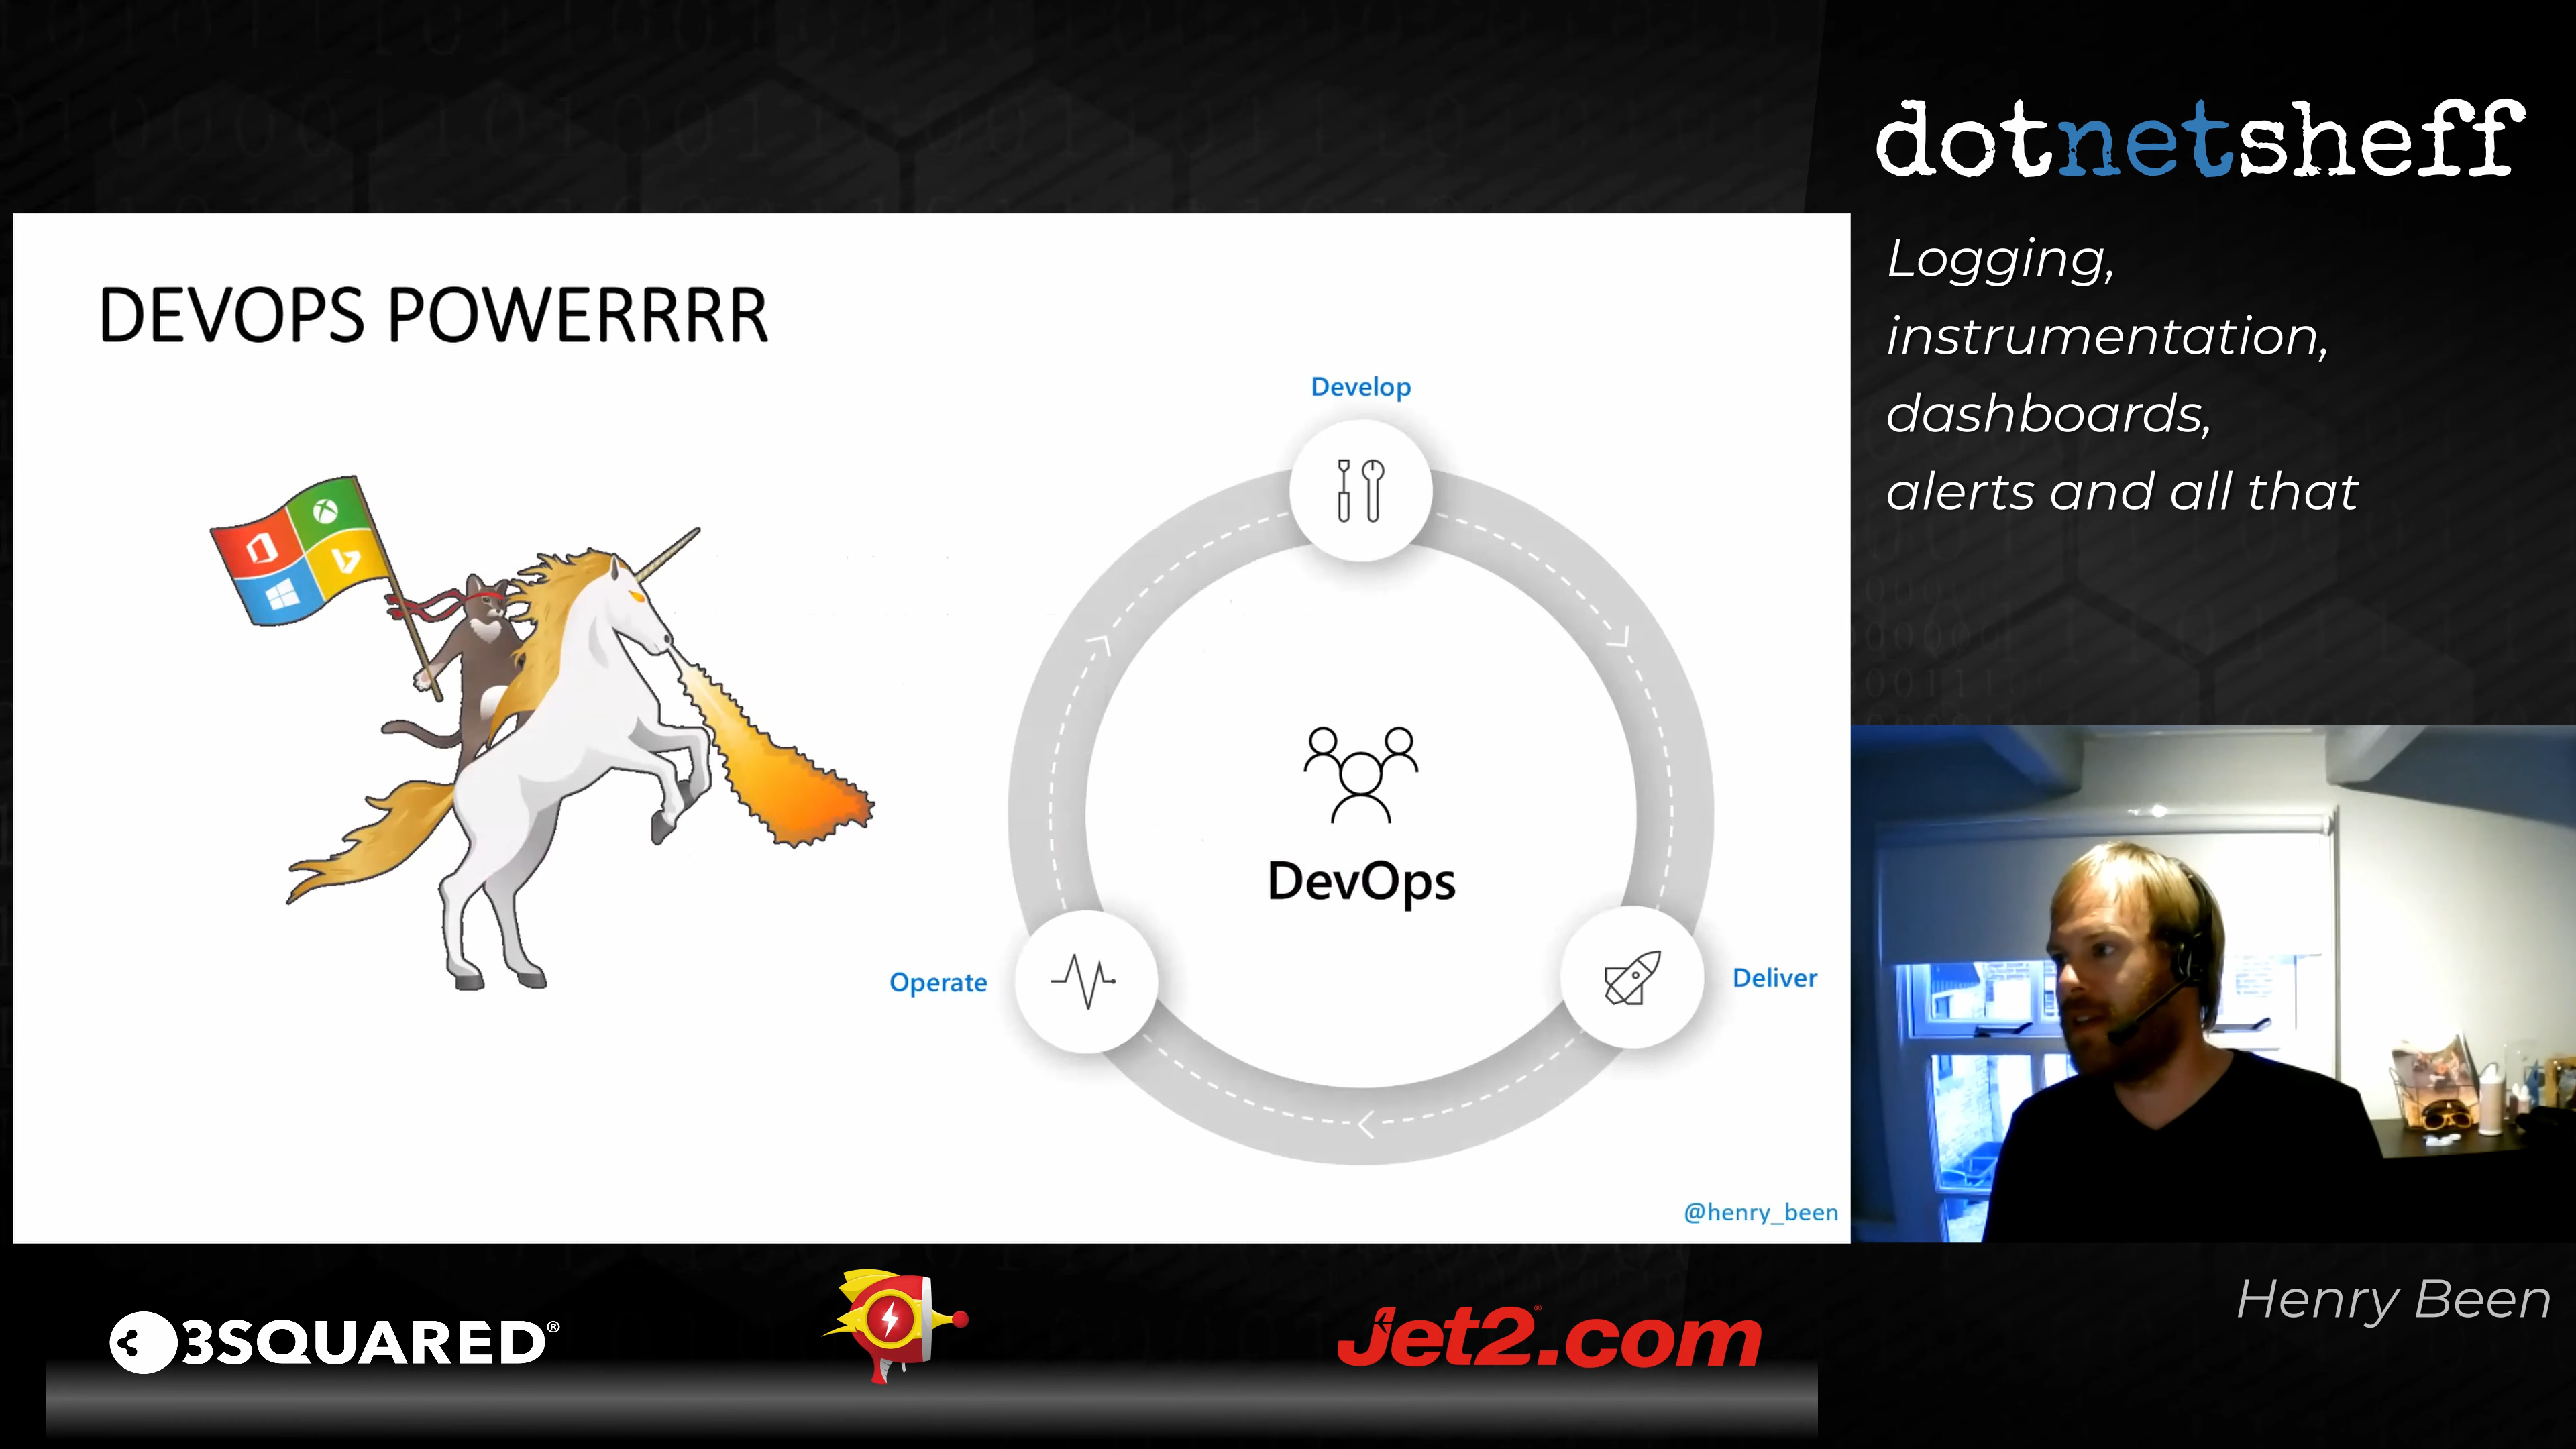 dotnetsheff
Logging,
instrumentation,
dashboards,
alerts and all that
DEVOPS POWERRRR
Develop
DevOps
Operate
Deliver
@henry_been
Henry Been
3SQUARED®
Jet2.com®